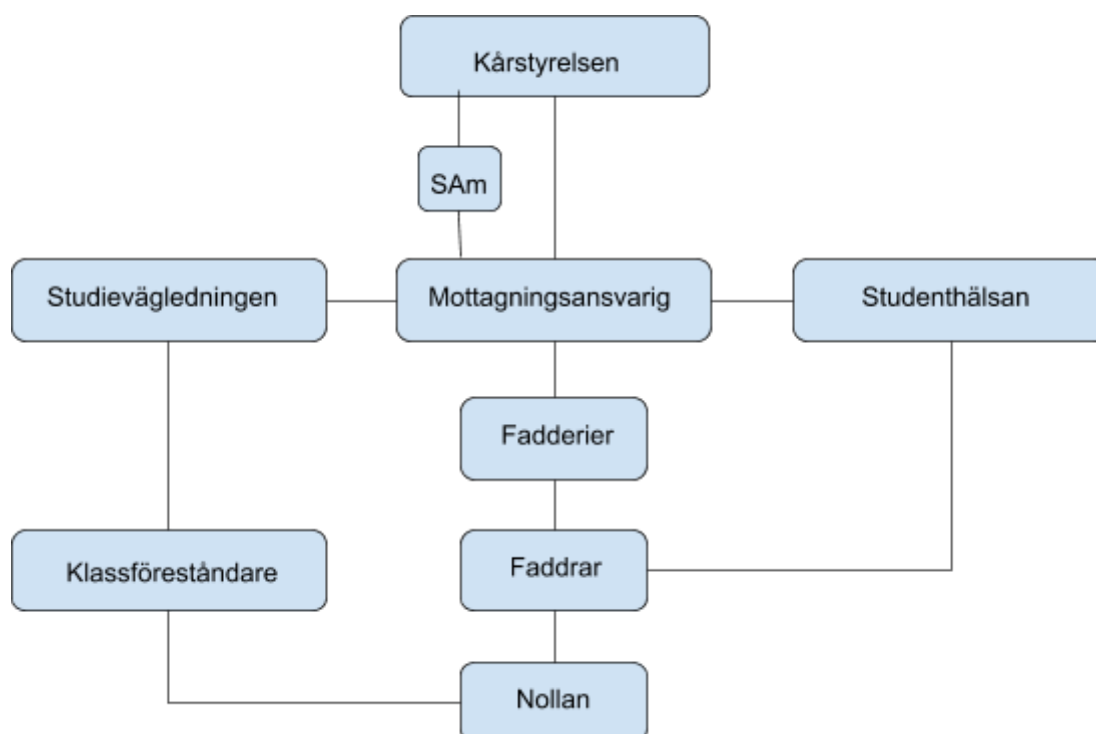 Kårstyrelsen
SAm
Studievägledningen
Mottagningsansvarig
Studenthälsan
Fadderier
Klassföreståndare
Faddrar
Nollan